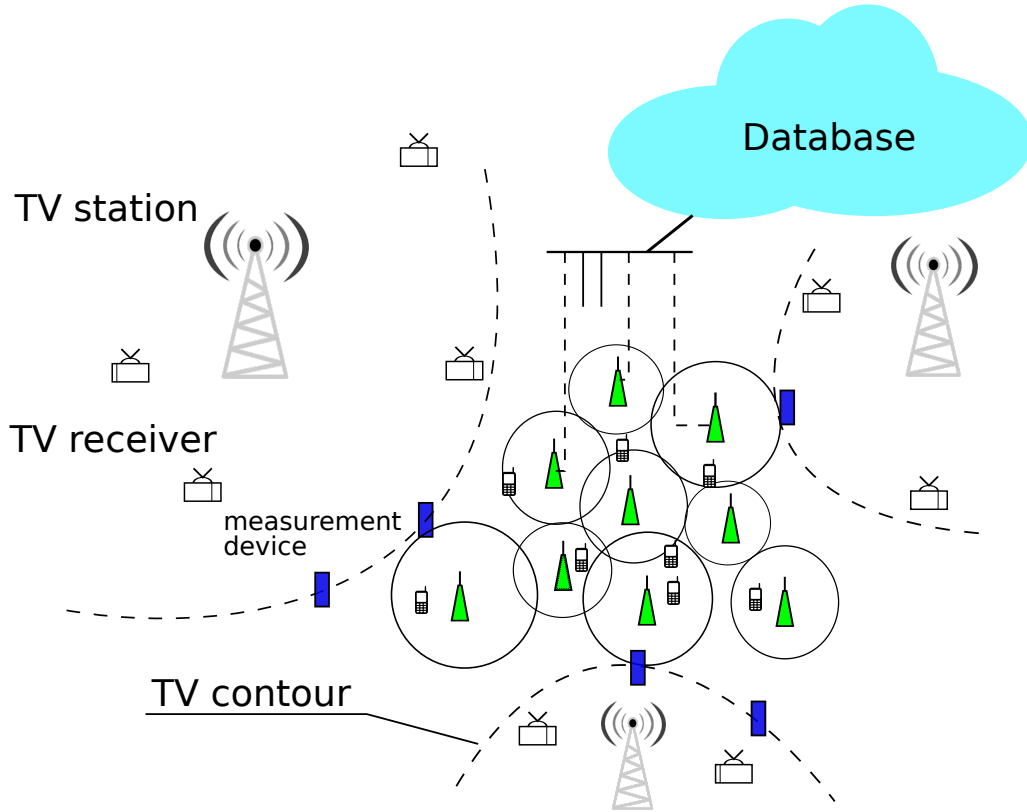 Database
TV station
TV receiver
measurement
device
TV contour